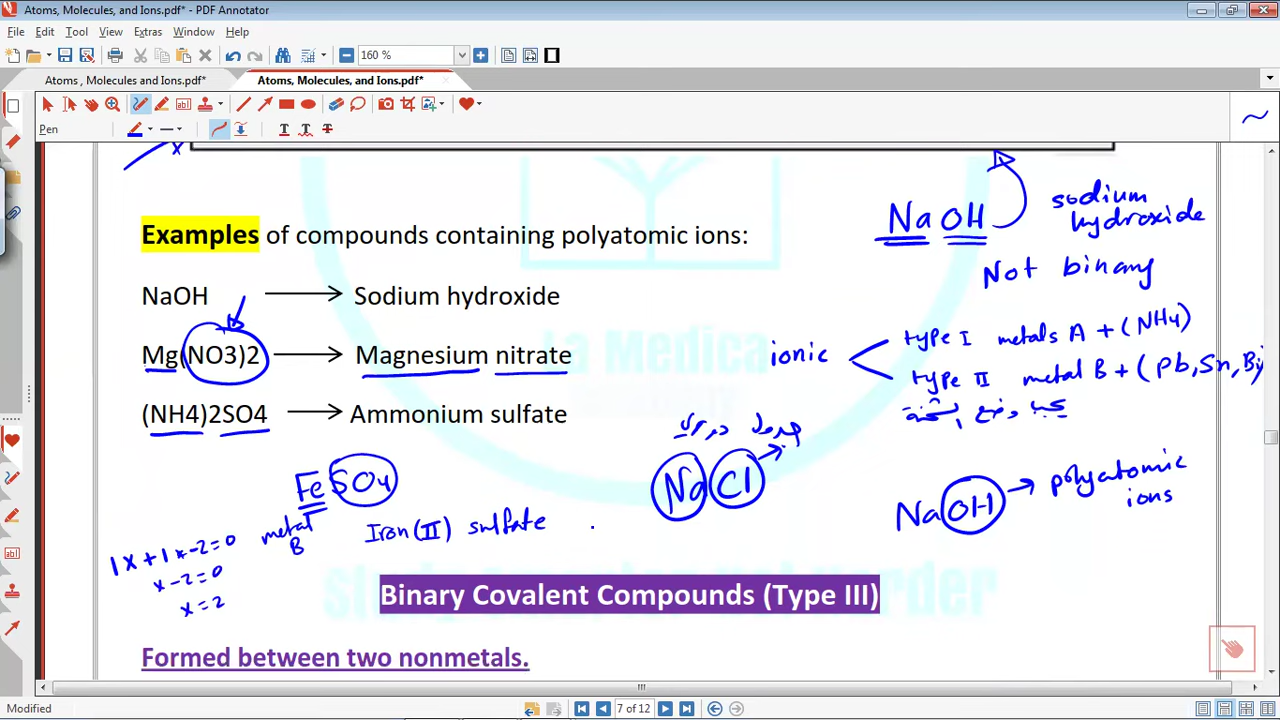 Atoms, Molecules, and Ions.pdf* - PDF Annotator
File Edit Tool View Extras Window Help
160 %
Atoms , Molecules and Ions.pdf* Atoms, Molecules, and Ions.pdf*
Pen
x
Examples of compounds containing polyatomic ions:
NaOH
sodium hydroxide
Not binary
NaOH → Sodium hydroxide
Mg(NO3)2 → Magnesium nitrate
(NH4)2SO4 → Ammonium sulfate
La Medica
ionic
type I metals A + (NH4)
type II metal B + (Pb, Sn, Bi)
NaCl
NaOH → polyatomic ions
FeSO4
metal B
Iron(II) sulfate
1x+1*-2=0
x-2=0
x=2
Binary Covalent Compounds (Type III)
Formed between two nonmetals.
Modified 7 of 12